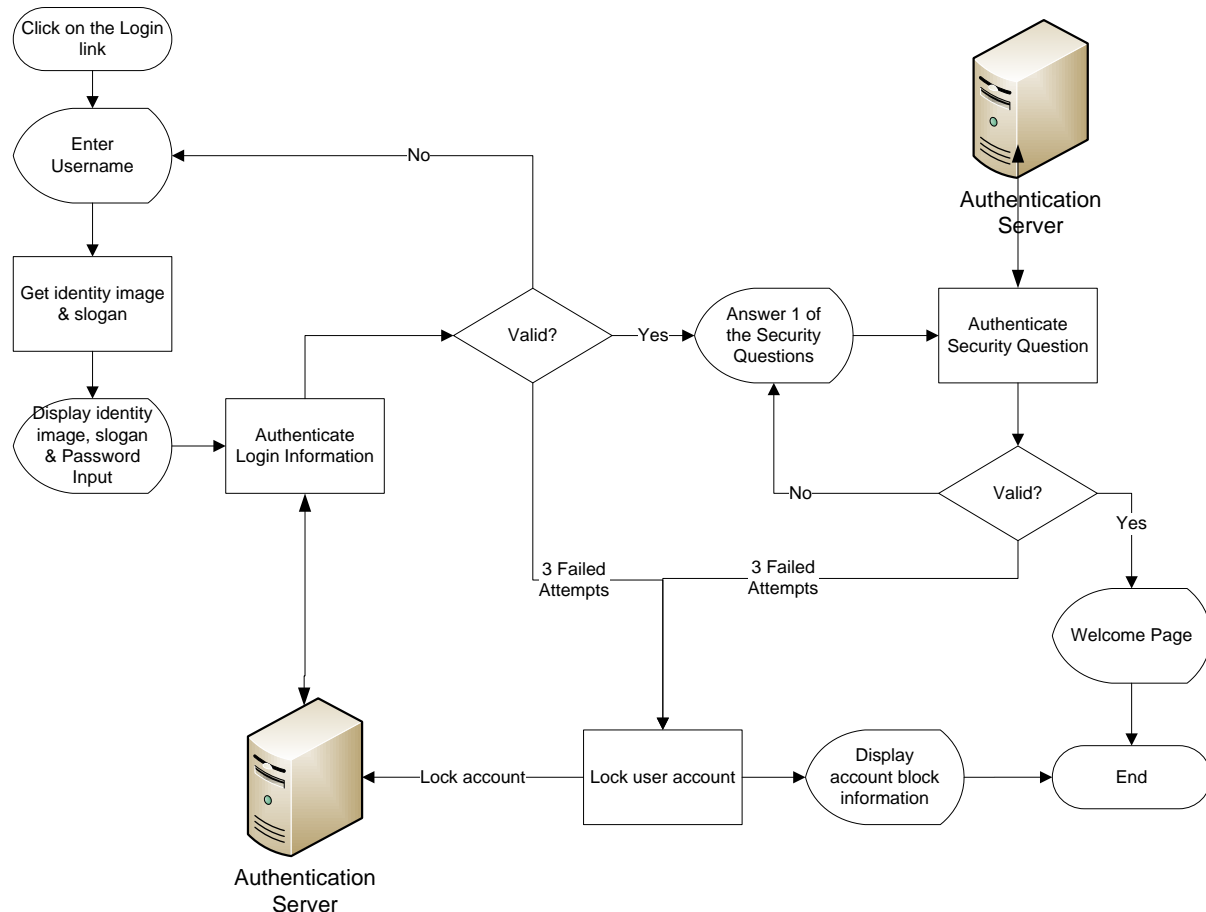 Click on the Login
link
Enter
Username
No
Authentication
Server
Get identity image
& slogan
Valid?
Yes
Answer 1 of
the Security
Questions
Authenticate
Security Question
Display identity
image, slogan
& Password
Input
Authenticate
Login Information
No
Valid?
Yes
3 Failed
Attempts
3 Failed
Attempts
Welcome Page
Lock account
Lock user account
Display
account block
information
End
Authentication
Server